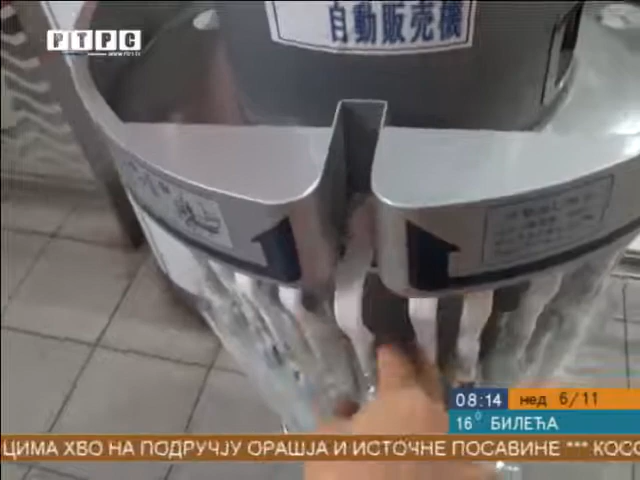 РТРС
自動販売機
08:14 нед 6/11
16° БИЛЕЋА
ЦИМА ХВО НА ПОДРУЧЈУ ОРАШЈА И ИСТОЧНЕ ПОСАВИНЕ *** КОСО